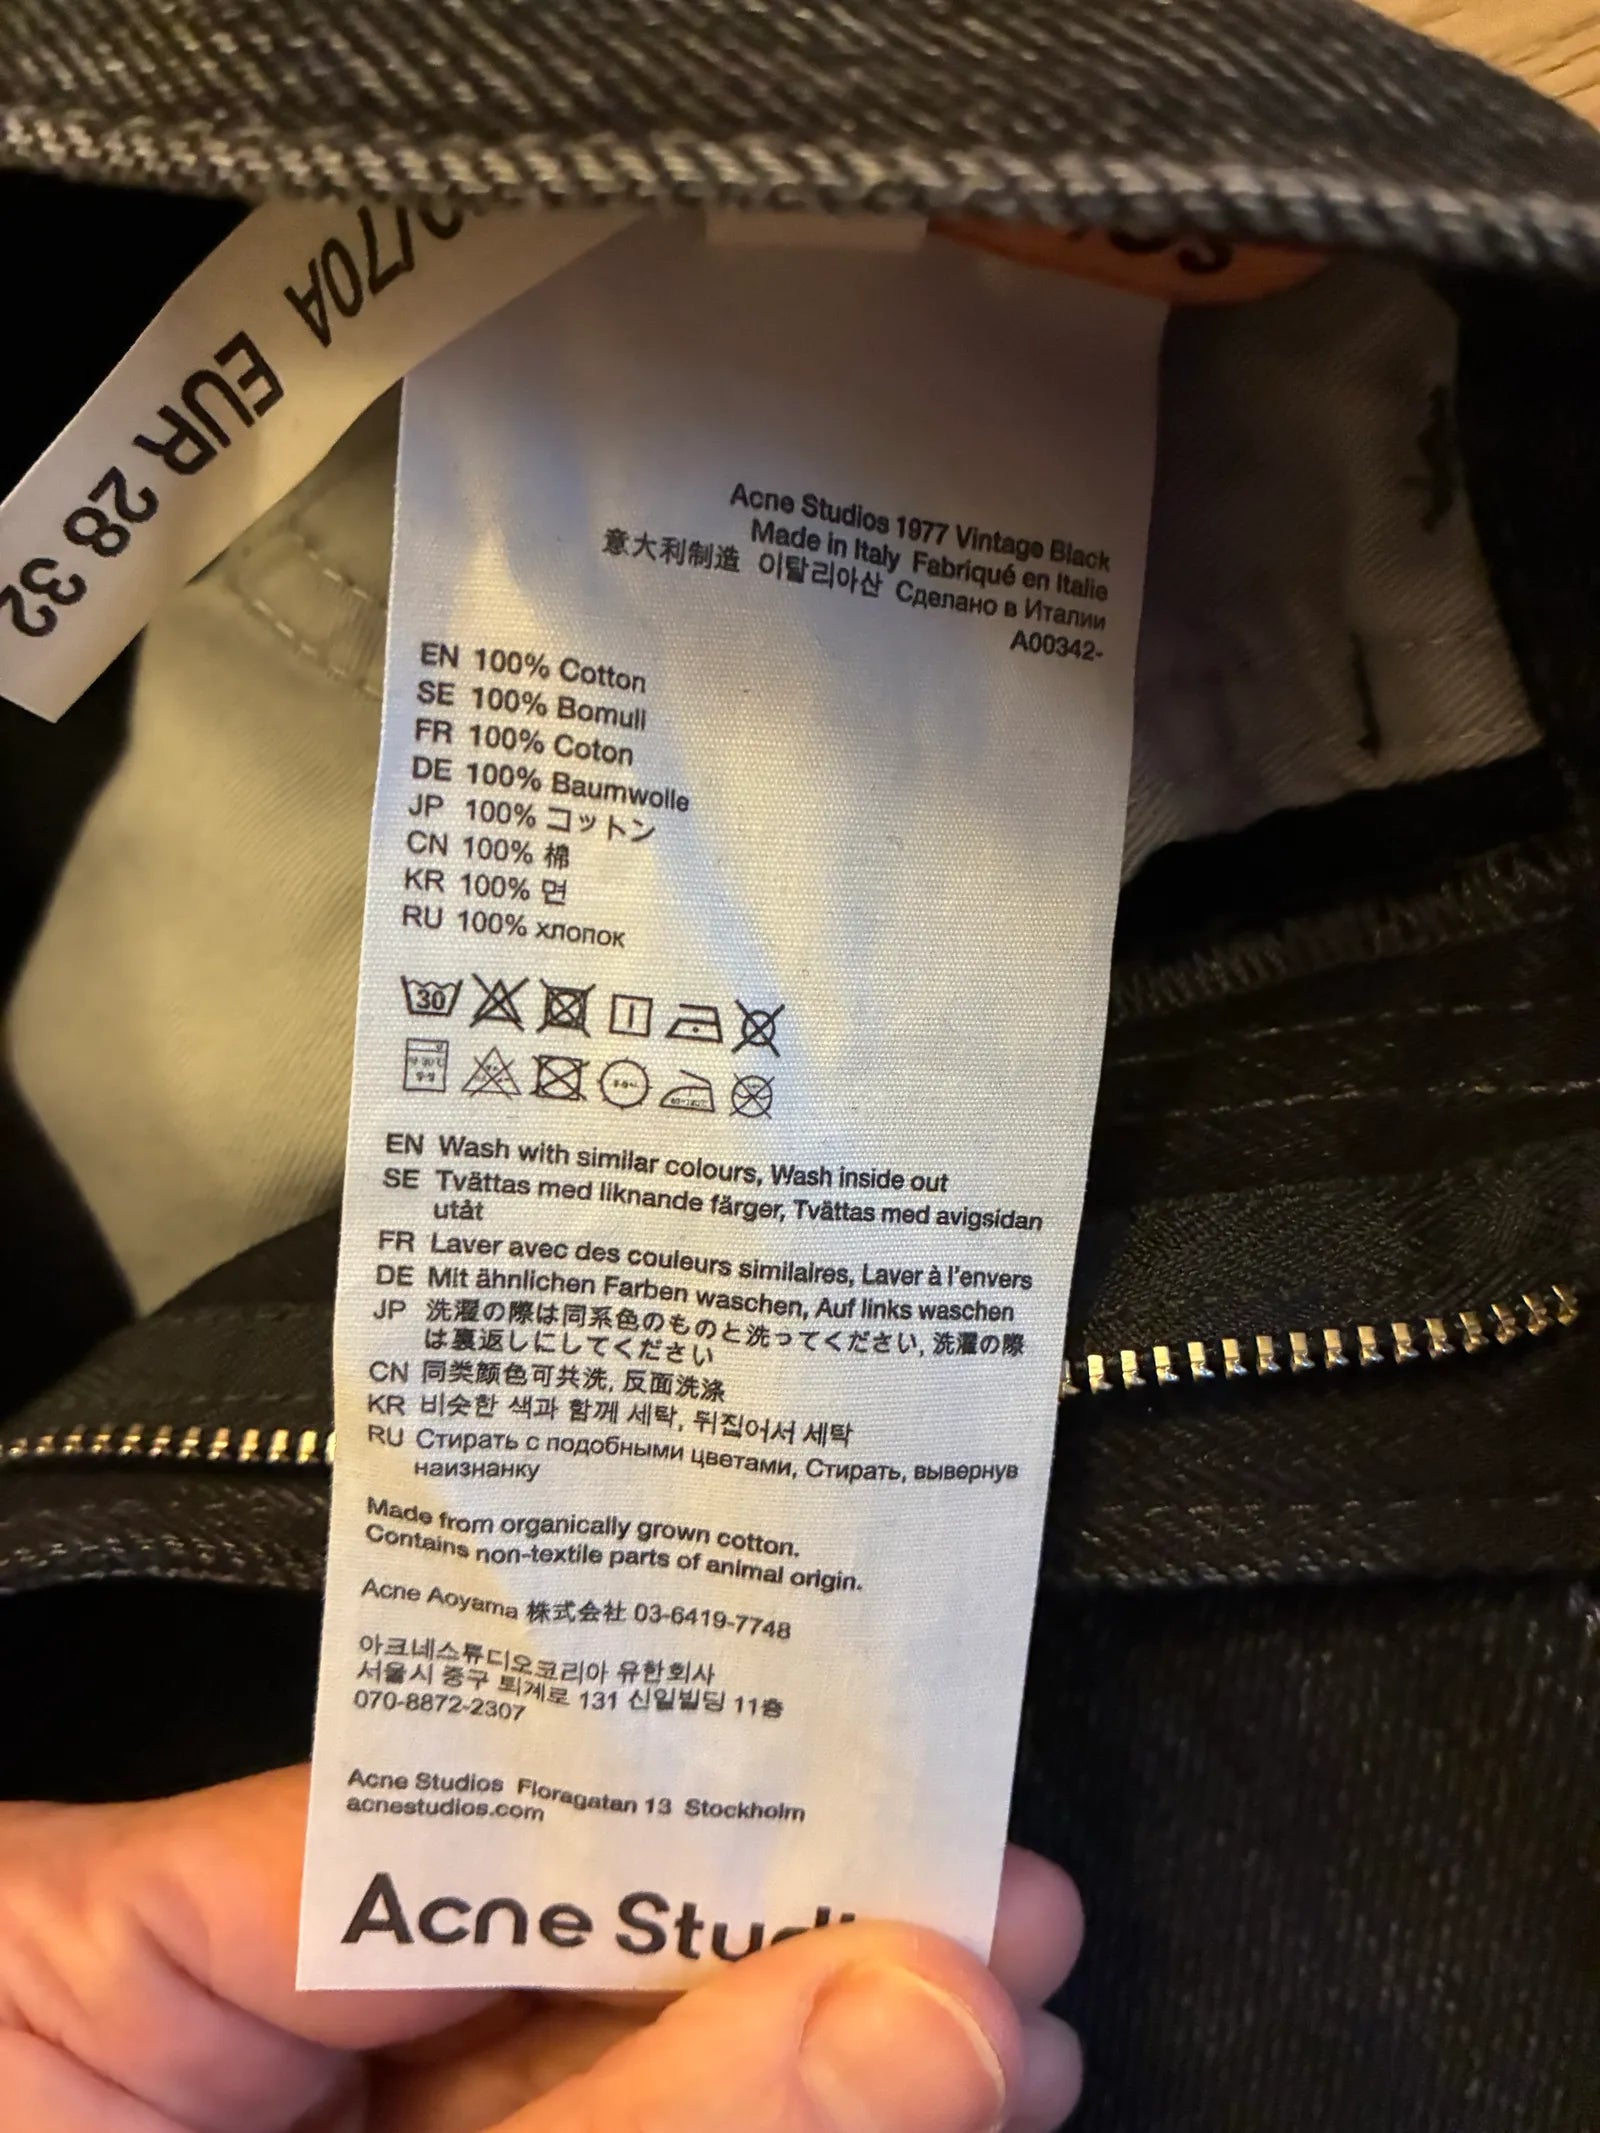 /70A EUR 28 32
Acne Studios 1977 Vintage Black
Made in Italy Fabriqué en Italie
意大利制造 이탈리아산 Сделано в Италии
A00342-
EN 100% Cotton
SE 100% Bomull
FR 100% Coton
DE 100% Baumwolle
JP 100% コットン
CN 100% 棉
KR 100% 면
RU 100% хлопок
30
EN Wash with similar colours, Wash inside out
SE Tvättas med liknande färger, Tvättas med avigsidan
utåt
FR Laver avec des couleurs similaires, Laver à l'envers
DE Mit ähnlichen Farben waschen, Auf links waschen
JP 洗濯の際は同系色のものと洗ってください, 洗濯の際
は裏返しにしてください
CN 同类颜色可共洗, 反面洗涤
KR 비슷한 색과 함께 세탁, 뒤집어서 세탁
RU Стирать с подобными цветами, Стирать, вывернув
наизнанку
Made from organically grown cotton.
Contains non-textile parts of animal origin.
Acne Aoyama 株式会社 03-6419-7748
아크네스튜디오코리아 유한회사
서울시 중구 퇴계로 131 신일빌딩 11층
070-8872-2307
Acne Studios Floragatan 13 Stockholm
acnestudios.com
Acne Stu